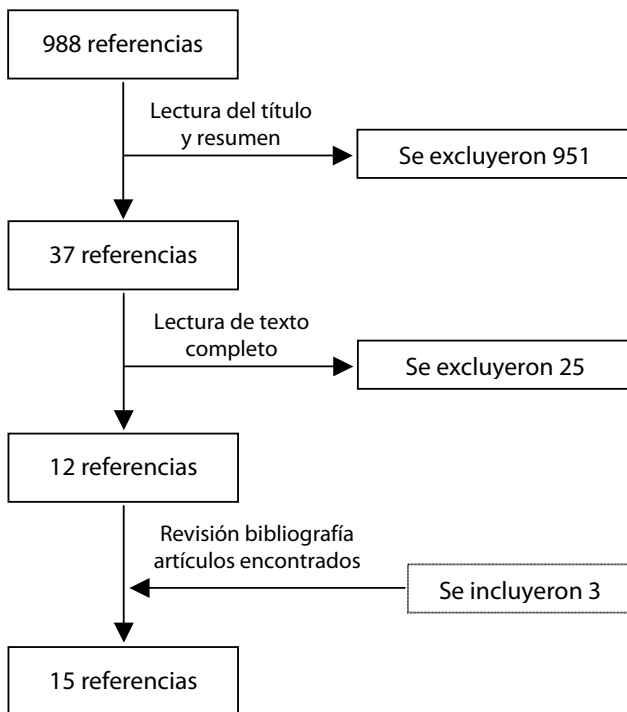 988 referencias
Lectura del título
y resumen
Se excluyeron 951
37 referencias
Lectura de texto
completo
Se excluyeron 25
12 referencias
Revisión bibliografía
artículos encontrados
Se incluyeron 3
15 referencias